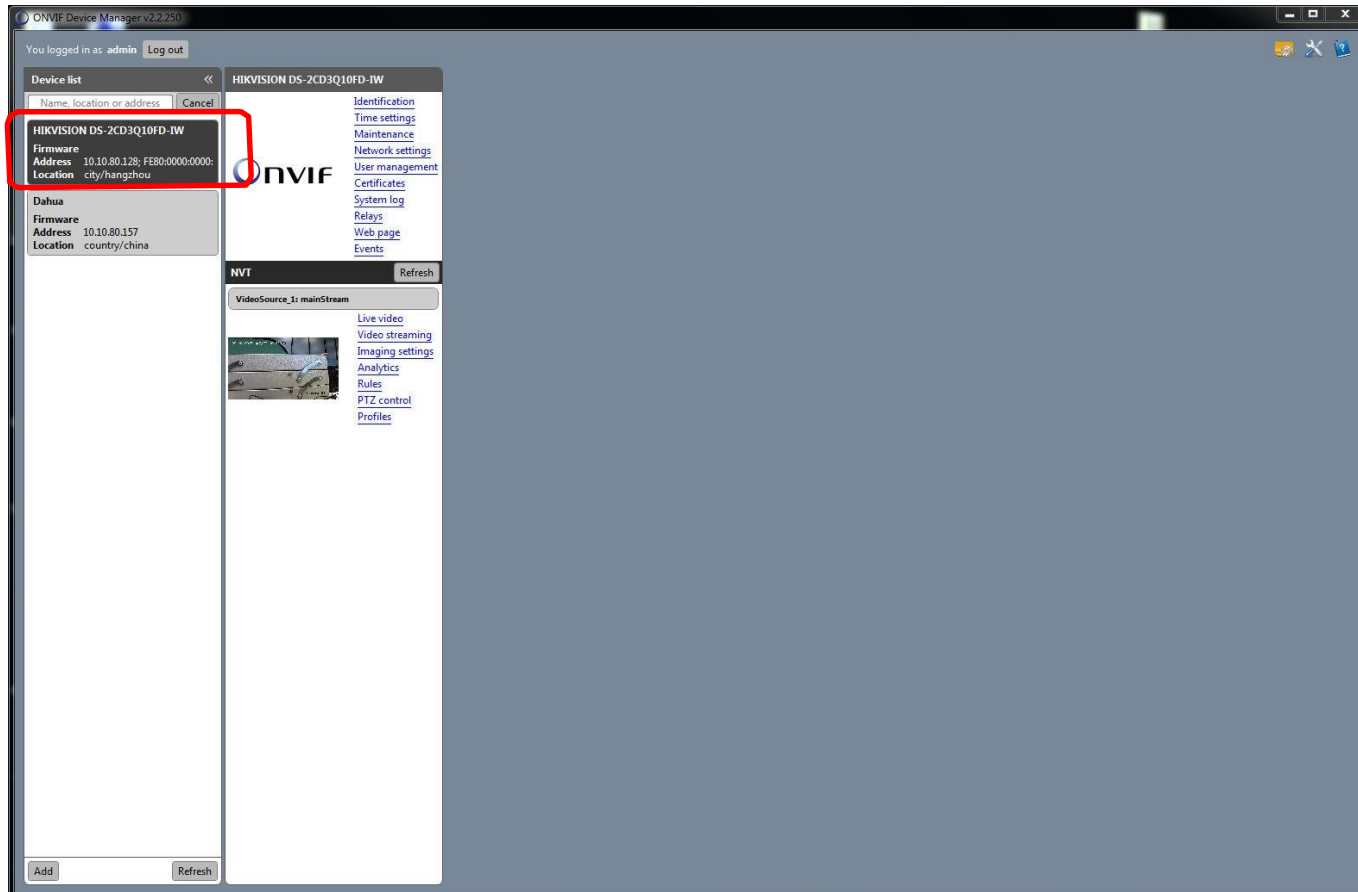 ONVIF Device Manager v2.2.250
You logged in as admin Log out
Device list «
Name, location or address Cancel
HIKVISION DS-2CD3Q10FD-IW
Firmware
Address 10.10.80.128; FE80:0000:0000:
Location city/hangzhou
Dahua
Firmware
Address 10.10.80.157
Location country/china
Add Refresh
HIKVISION DS-2CD3Q10FD-IW
ONVIF
Identification
Time settings
Maintenance
Network settings
User management
Certificates
System log
Relays
Web page
Events
NVT Refresh
VideoSource_1: mainStream
Live video
Video streaming
Imaging settings
Analytics
Rules
PTZ control
Profiles